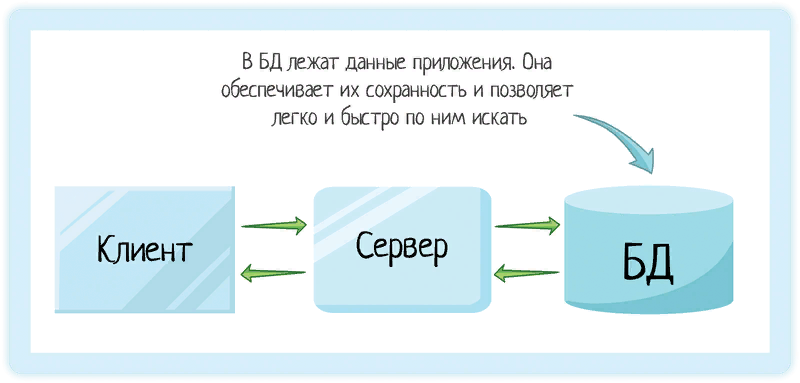 В БД лежат данные приложения. Она
обеспечивает их сохранность и позволяет
легко и быстро по ним искать
Клиент
Сервер
БД